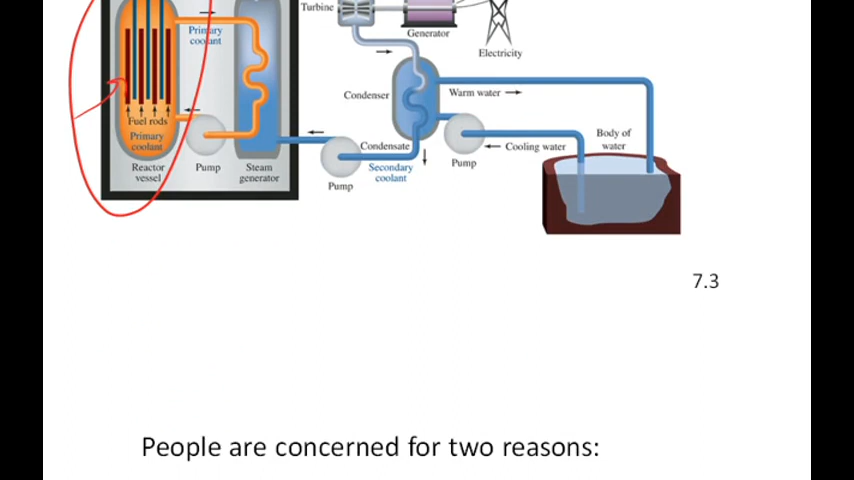 Turbine
Generator
Electricity
Primary
coolant
Condenser
Warm water
Fuel rods
Primary
coolant
Reactor
vessel
Pump
Steam
generator
Condensate
Secondary
coolant
Pump
Pump
Cooling water
Body of
water
7.3
People are concerned for two reasons: